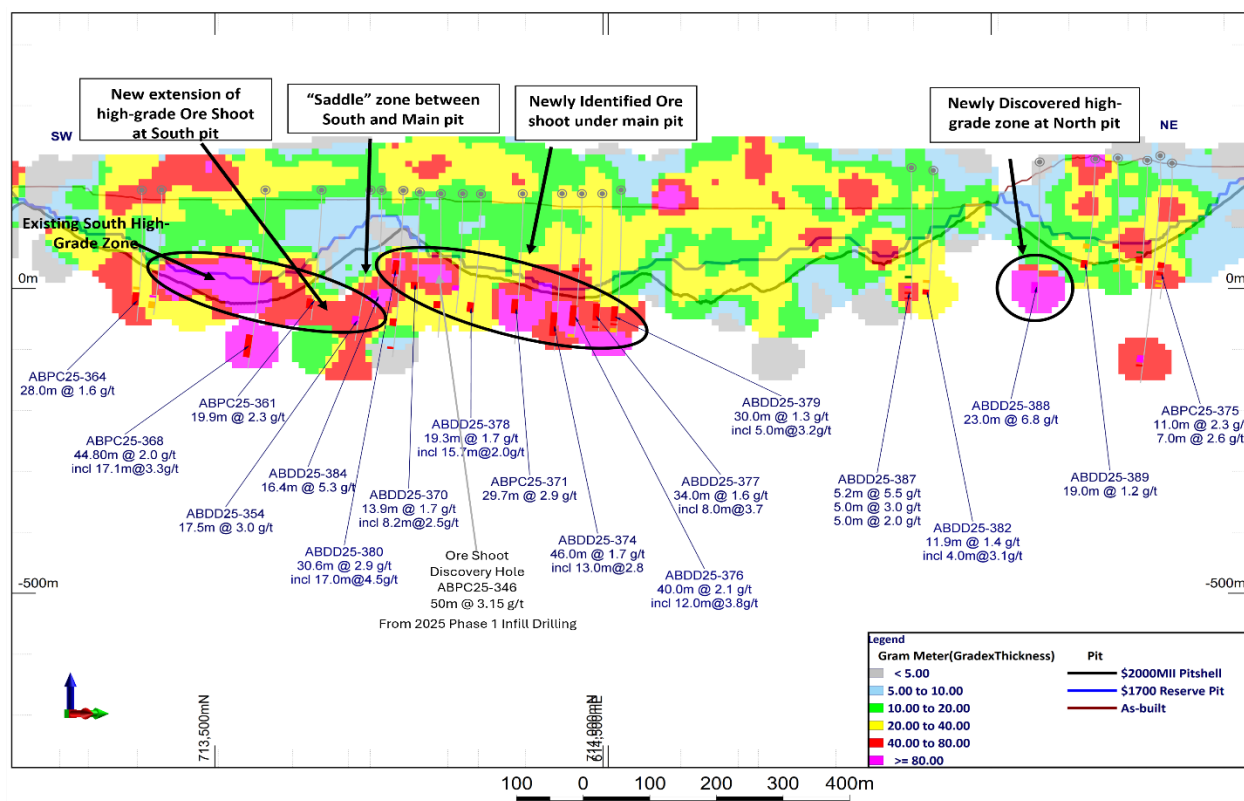 New extension of
high-grade Ore Shoot
at South pit
“Saddle” zone between
South and Main pit
Newly Identified Ore
shoot under main pit
Newly Discovered high-
grade zone at North pit
SW
NE
Existing South High-
Grade Zone
0m
0m
ABPC25-364
28.0m @ 1.6 g/t
ABPC25-368
44.80m @ 2.0 g/t
incl 17.1m@3.3g/t
ABPC25-361
19.9m @ 2.3 g/t
ABDD25-354
17.5m @ 3.0 g/t
ABDD25-384
16.4m @ 5.3 g/t
ABDD25-380
30.6m @ 2.9 g/t
incl 17.0m@4.5g/t
ABDD25-370
13.9m @ 1.7 g/t
incl 8.2m@2.5g/t
ABDD25-378
19.3m @ 1.7 g/t
incl 15.7m@2.0g/t
Ore Shoot
Discovery Hole
ABPC25-346
50m @ 3.15 g/t
From 2025 Phase 1 Infill Drilling
ABPC25-371
29.7m @ 2.9 g/t
ABDD25-374
46.0m @ 1.7 g/t
incl 13.0m@2.8
ABDD25-376
40.0m @ 2.1 g/t
incl 12.0m@3.8g/t
ABDD25-377
34.0m @ 1.6 g/t
incl 8.0m@3.7
ABDD25-379
30.0m @ 1.3 g/t
incl 5.0m@3.2g/t
ABDD25-387
5.2m @ 5.5 g/t
5.0m @ 3.0 g/t
5.0m @ 2.0 g/t
ABDD25-382
11.9m @ 1.4 g/t
incl 4.0m@3.1g/t
ABDD25-388
23.0m @ 6.8 g/t
ABDD25-389
19.0m @ 1.2 g/t
ABPC25-375
11.0m @ 2.3 g/t
7.0m @ 2.6 g/t
-500m
-500m
Legend
Gram Meter(GradexThickness)
< 5.00
5.00 to 10.00
10.00 to 20.00
20.00 to 40.00
40.00 to 80.00
>= 80.00
Pit
$2000MII Pitshell
$1700 Reserve Pit
As-built
713,500mN
100 0 100 200 300 400m